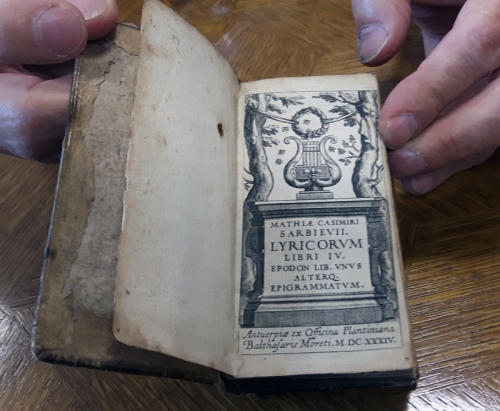 MATHIÆ CASIMIRI
SARBIEVII.
LYRICORVM
LIBRI IV.
EPODON LIB. VNVS
ALTERQ.
EPIGRAMMATVM.
Antuerpiæ ex Officina Plantiniana
Balthasaris Moreti. M. DC. XXXIV.